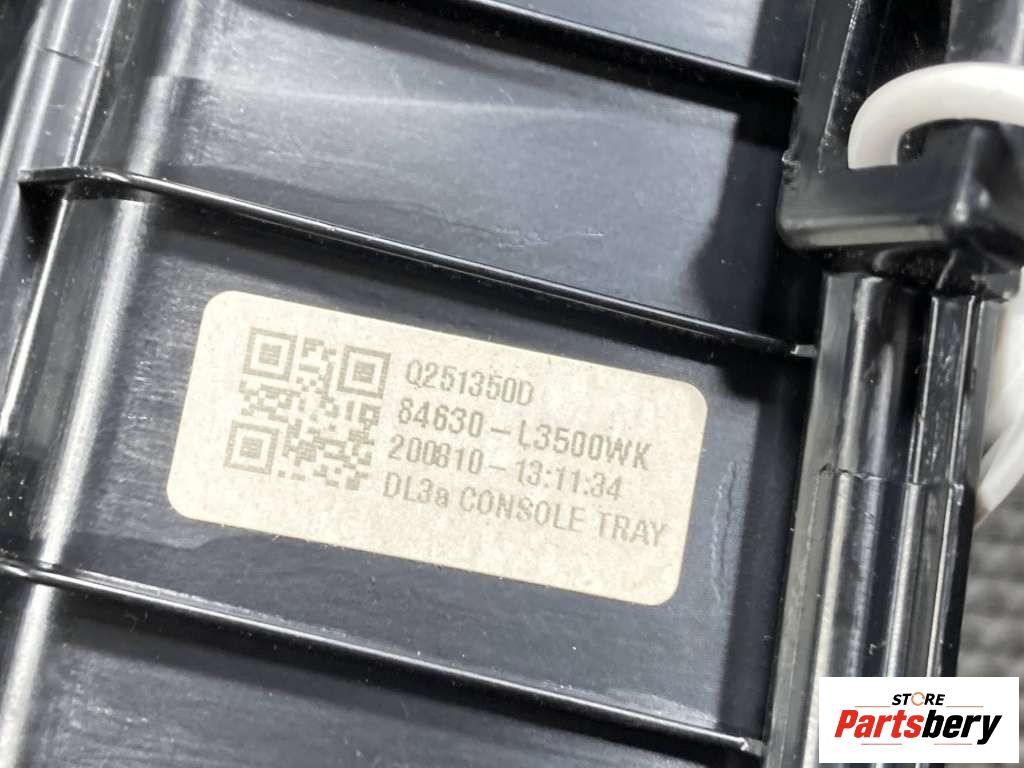 Q251350D
84630-L3500WK
200810-13:11:34
DL3a CONSOLE TRAY
STORE
Partsbery